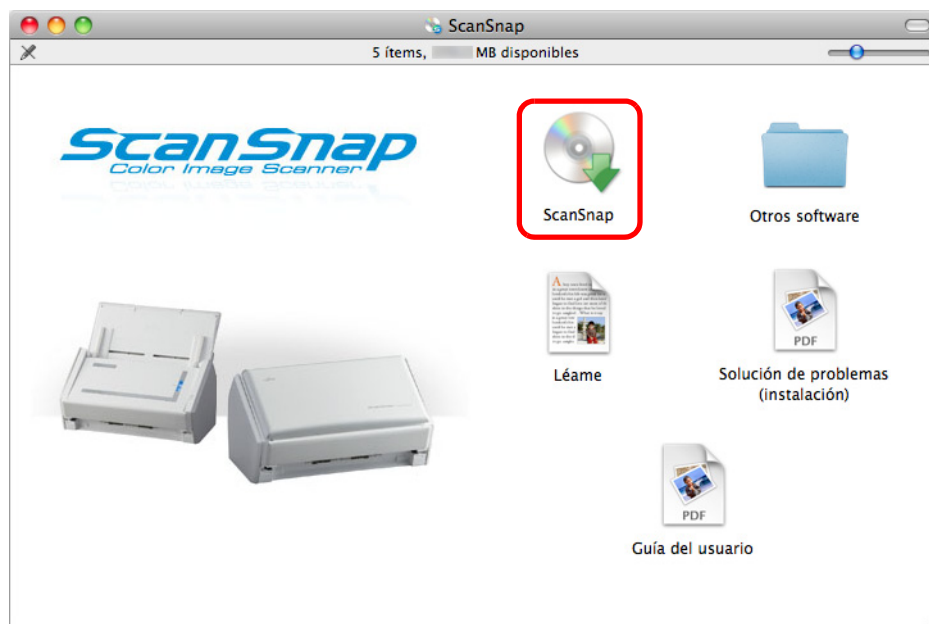 ScanSnap
5 ítems, MB disponibles
ScanSnap
Color Image Scanner
ScanSnap
Otros software
Léame
PDF
Solución de problemas
(instalación)
PDF
Guía del usuario